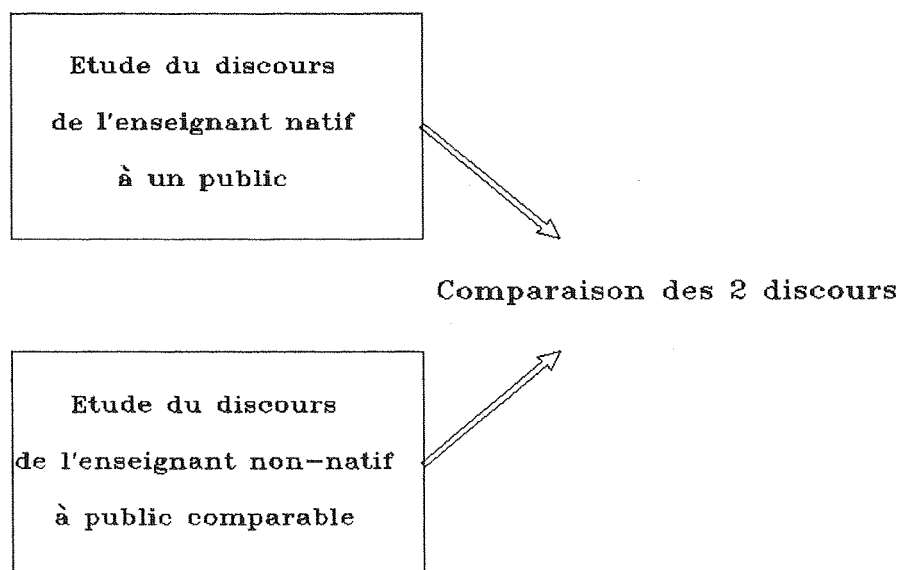 Etude du discours
de l'enseignant natif
à un public
Comparaison des 2 discours
Etude du discours
de l'enseignant non-natif
à public comparable